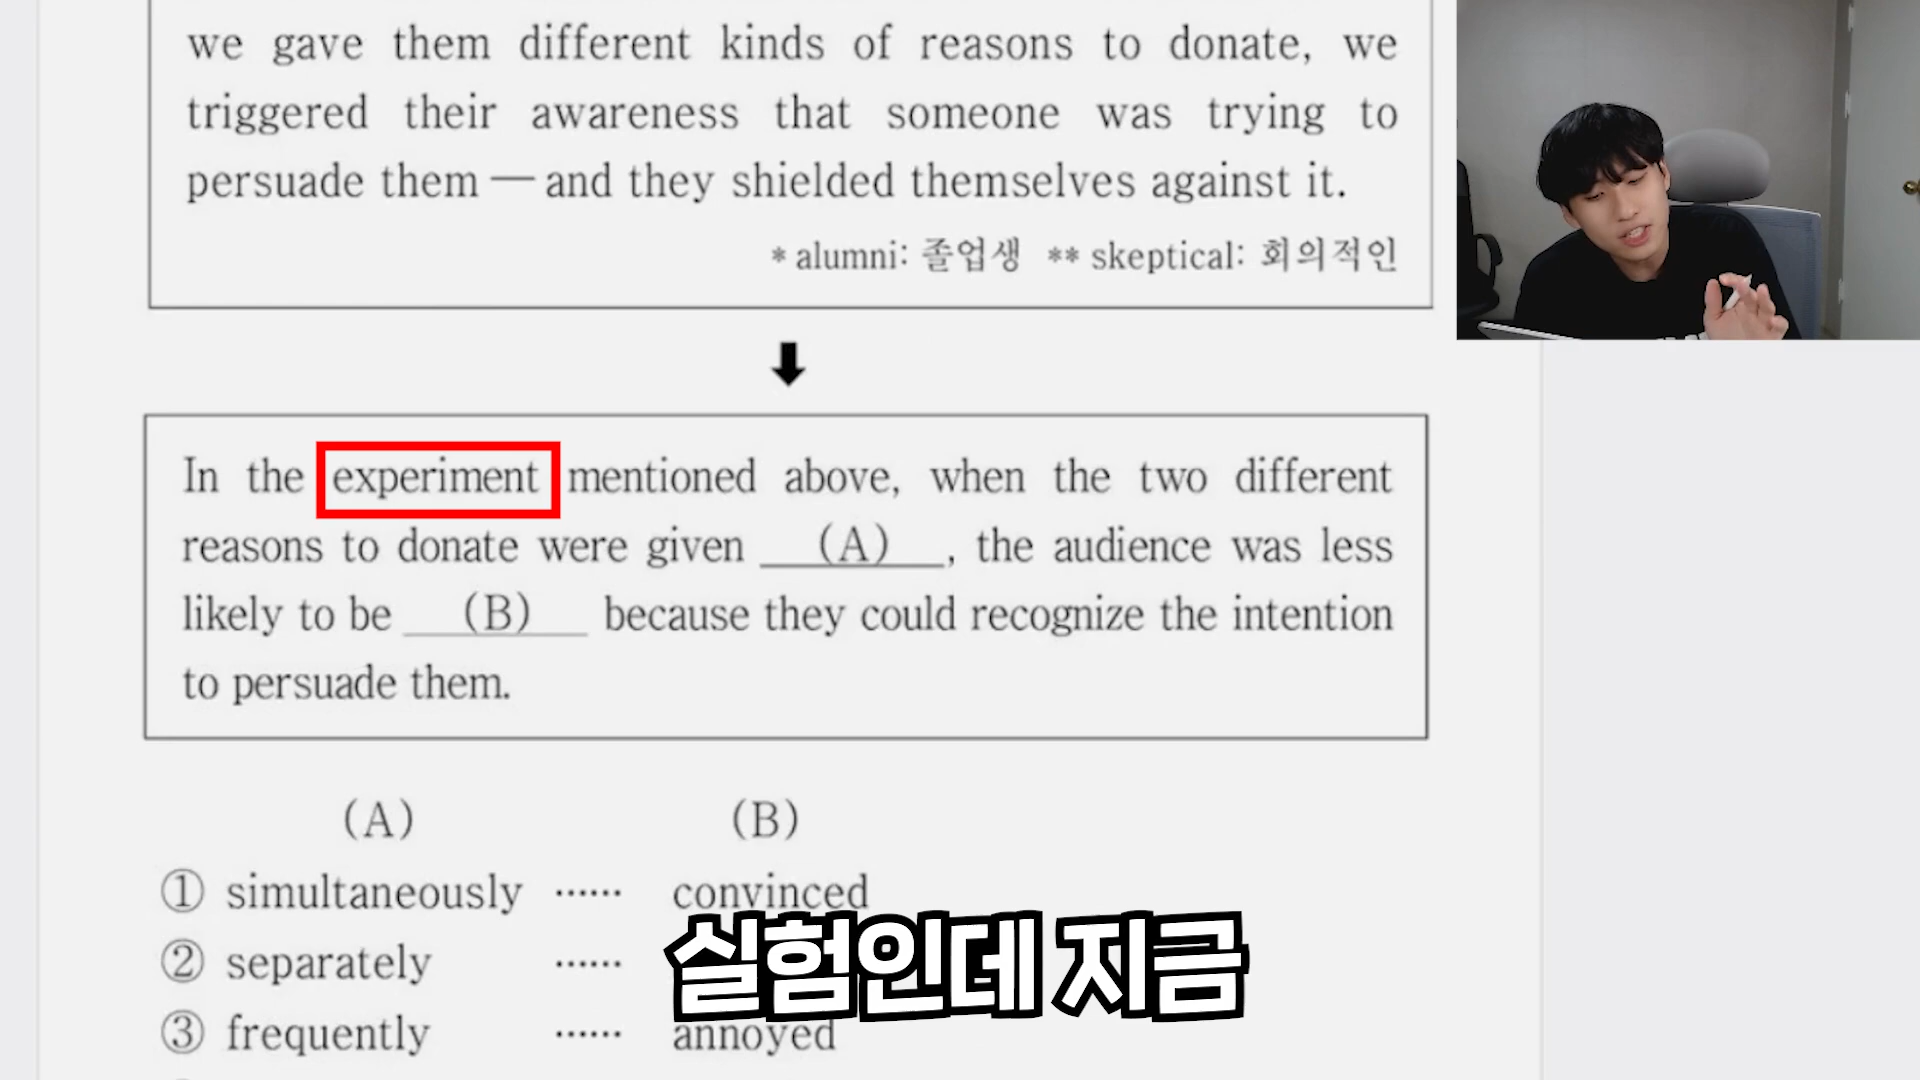 we gave them different kinds of reasons to donate, we
triggered their awareness that someone was trying to
persuade them — and they shielded themselves against it.
* alumni: 졸업생 ** skeptical: 회의적인
In the experiment mentioned above, when the two different
reasons to donate were given (A) , the audience was less
likely to be (B) because they could recognize the intention
to persuade them.
(A) (B)
① simultaneously ······ convinced
② separately ······
③ frequently ······ annoyed
실험인데 지금